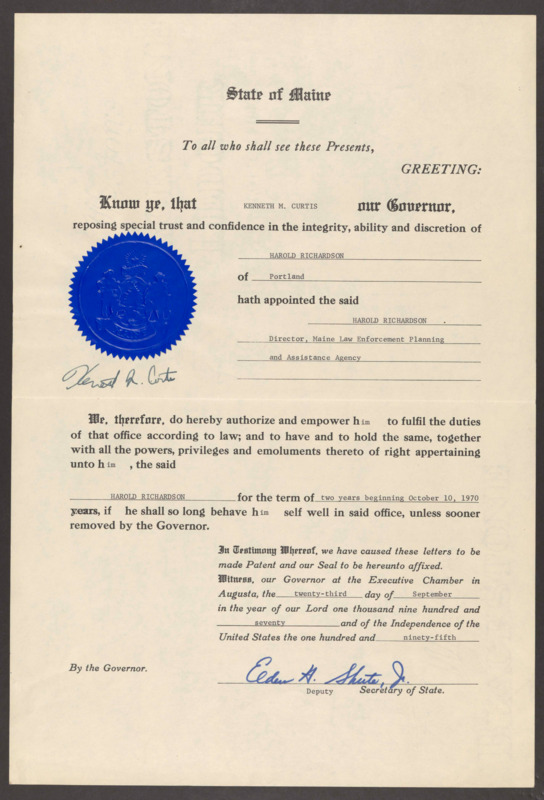 State of Maine
To all who shall see these Presents,
GREETING:
Know ye, that KENNETH M. CURTIS our Governor,
reposing special trust and confidence in the integrity, ability and discretion of
HAROLD RICHARDSON
of Portland
hath appointed the said
HAROLD RICHARDSON .
Director, Maine Law Enforcement Planning
and Assistance Agency
Kenneth M. Curtis
We, therefore, do hereby authorize and empower him to fulfil the duties
of that office according to law; and to have and to hold the same, together
with all the powers, privileges and emoluments thereto of right appertaining
unto him , the said
HAROLD RICHARDSON for the term of two years beginning October 10, 1970
years, if he shall so long behave him self well in said office, unless sooner
removed by the Governor.
In Testimony Whereof, we have caused these letters to be
made Patent and our Seal to be hereunto affixed.
Witness, our Governor at the Executive Chamber in
Augusta, the twenty-third day of September
in the year of our Lord one thousand nine hundred and
seventy and of the Independence of the
United States the one hundred and ninety-fifth
By the Governor.
Elden H. Shute, Jr.
Deputy Secretary of State.